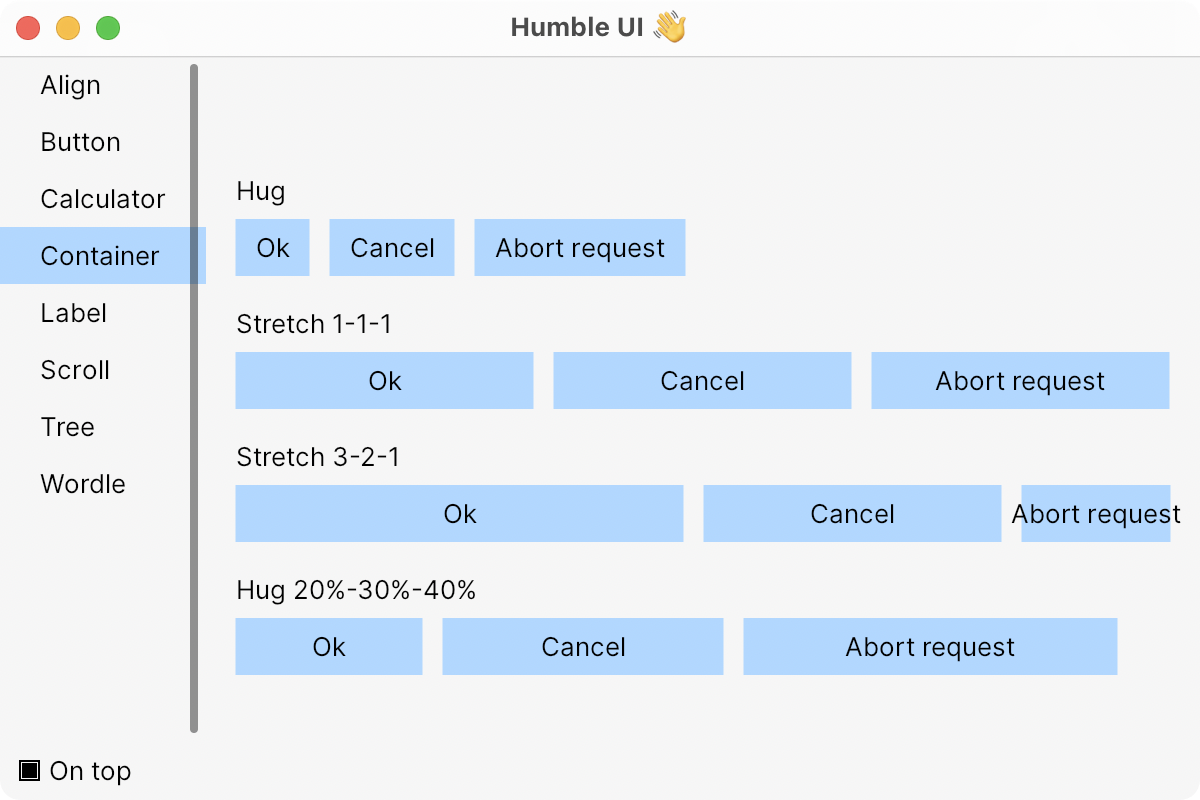 Humble UI 👋
Align
Button
Calculator
Container
Label
Scroll
Tree
Wordle
Hug
Ok Cancel Abort request
Stretch 1-1-1
Ok Cancel Abort request
Stretch 3-2-1
Ok Cancel Abort request
Hug 20%-30%-40%
Ok Cancel Abort request
On top